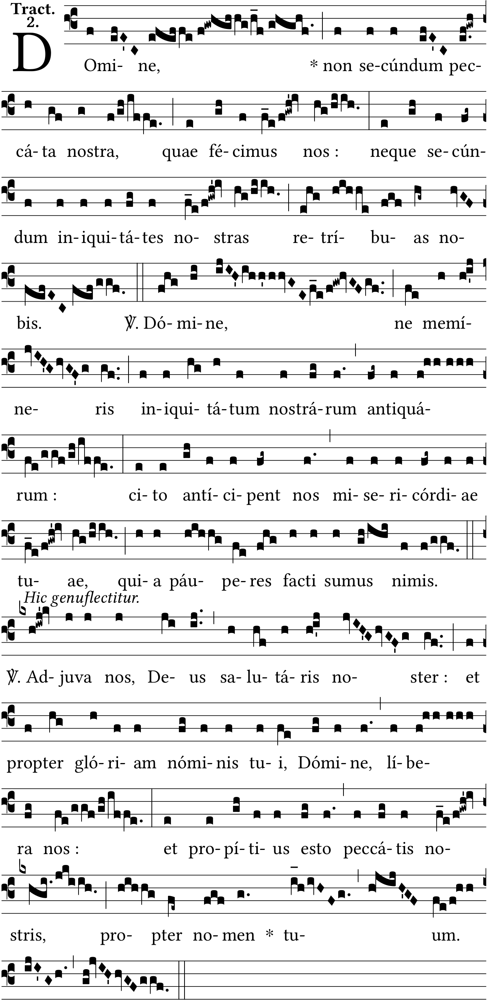 Tract.
2.
DOmi- ne, * non se-cúndum pec-
cá-ta nostra, quae fé-cimus nos : neque se-cún-
dum in-iqui-tá-tes no- stras re- trí- bu- as no-
bis. ℣. Dó-mi-ne, ne memí-
ne- ris in-iqui- tá-tum nostrá-rum antiquá-
rum : ci- to antí-ci-pent nos mi-se-ri-córdi-ae
tu- ae, qui-a páu- pe-res facti sumus nimis.
Hic genuflectitur.
℣. Ad-juva nos, De- us sa-lu-tá-ris no- ster : et
propter gló-ri- am nómi-nis tu-i, Dómi-ne, lí-be-
ra nos : et pro-pí-ti-us esto peccá-tis no-
stris, pro- pter no-men * tu- um.